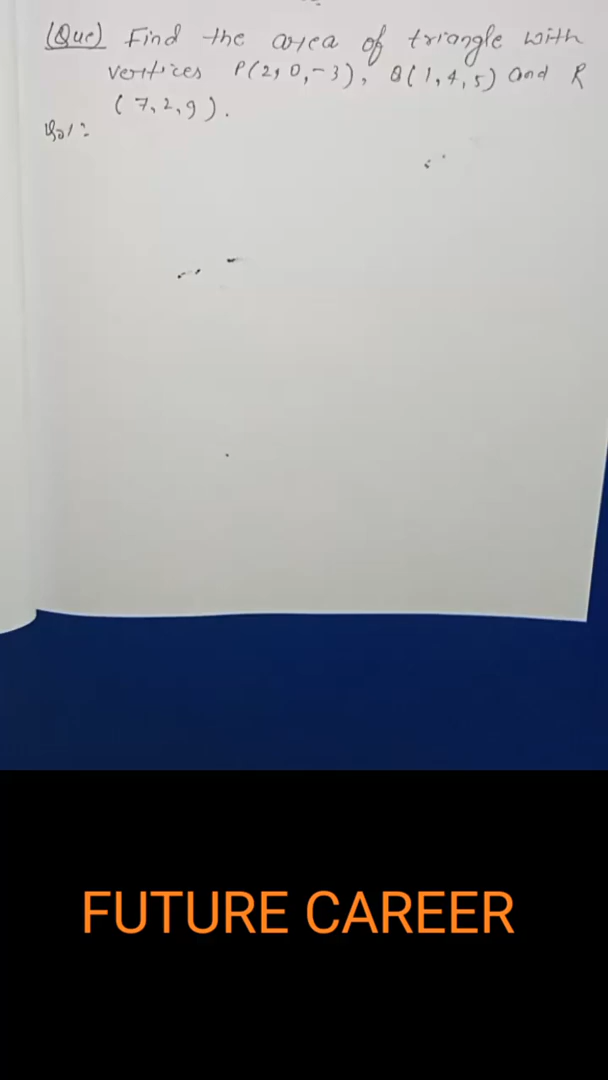 (Que) Find the area of triangle with
vertices P(2, 0, -3), Q(1, 4, 5) and R
(7, 2, 9).
Sol:
FUTURE CAREER